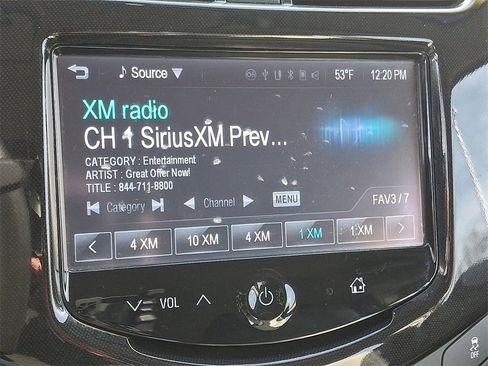 Source
53°F
12:20 PM
XM radio
CH 1 SiriusXM Prev...
CATEGORY : Entertainment
ARTIST : Great Offer Now!
TITLE : 844-711-8800
Category
Channel
MENU
FAV3 / 7
4 XM
10 XM
4 XM
1 XM
1 XM
VOL
OFF